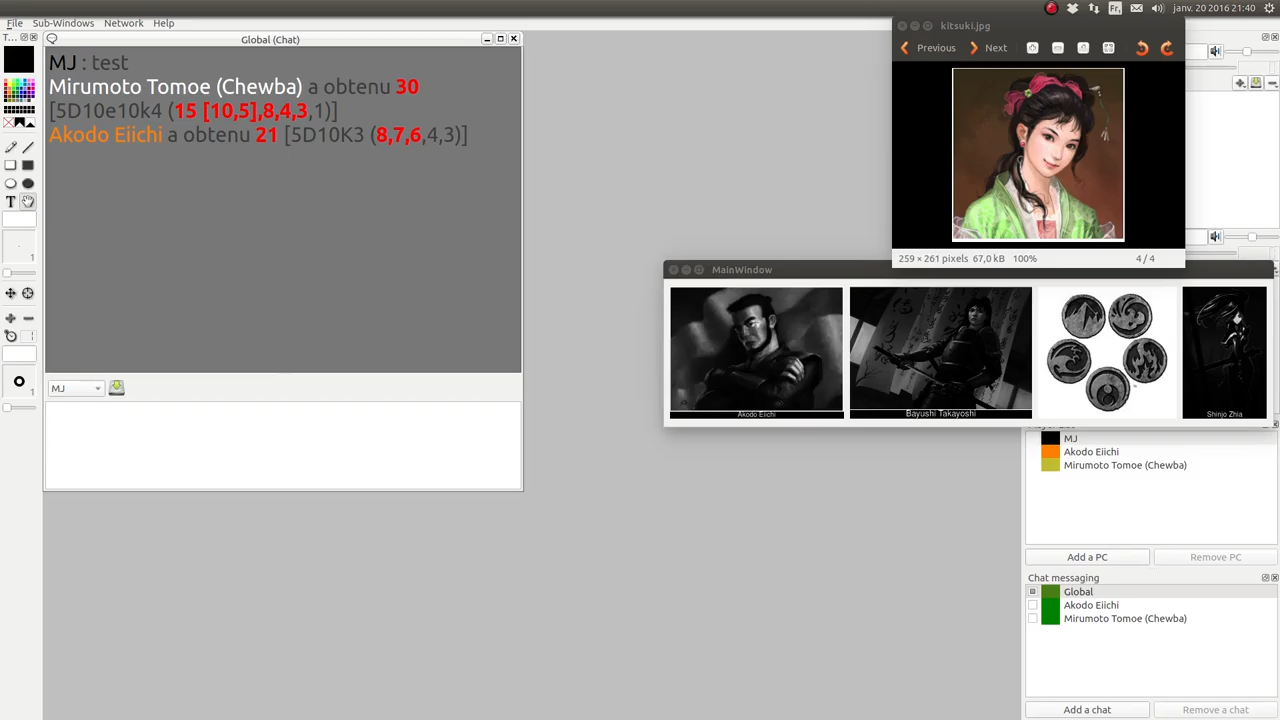 Fr₁
janv. 20 2016 21:40
File Sub-Windows Network Help
T...
Global (Chat)
MJ : test
Mirumoto Tomoe (Chewba) a obtenu 30
[5D10e10k4 (15 [10,5],8,4,3,1)]
Akodo Eiichi a obtenu 21 [5D10K3 (8,7,6,4,3)]
T
1
1
MJ
kitsuki.jpg
Previous Next
259 × 261 pixels 67,0 kB 100% 4 / 4
MainWindow
Akodo Eiichi
Bayushi Takayoshi
Shinjo Zhia
MJ
Akodo Eiichi
Mirumoto Tomoe (Chewba)
Add a PC Remove PC
Chat messaging
Global
Akodo Eiichi
Mirumoto Tomoe (Chewba)
Add a chat Remove a chat